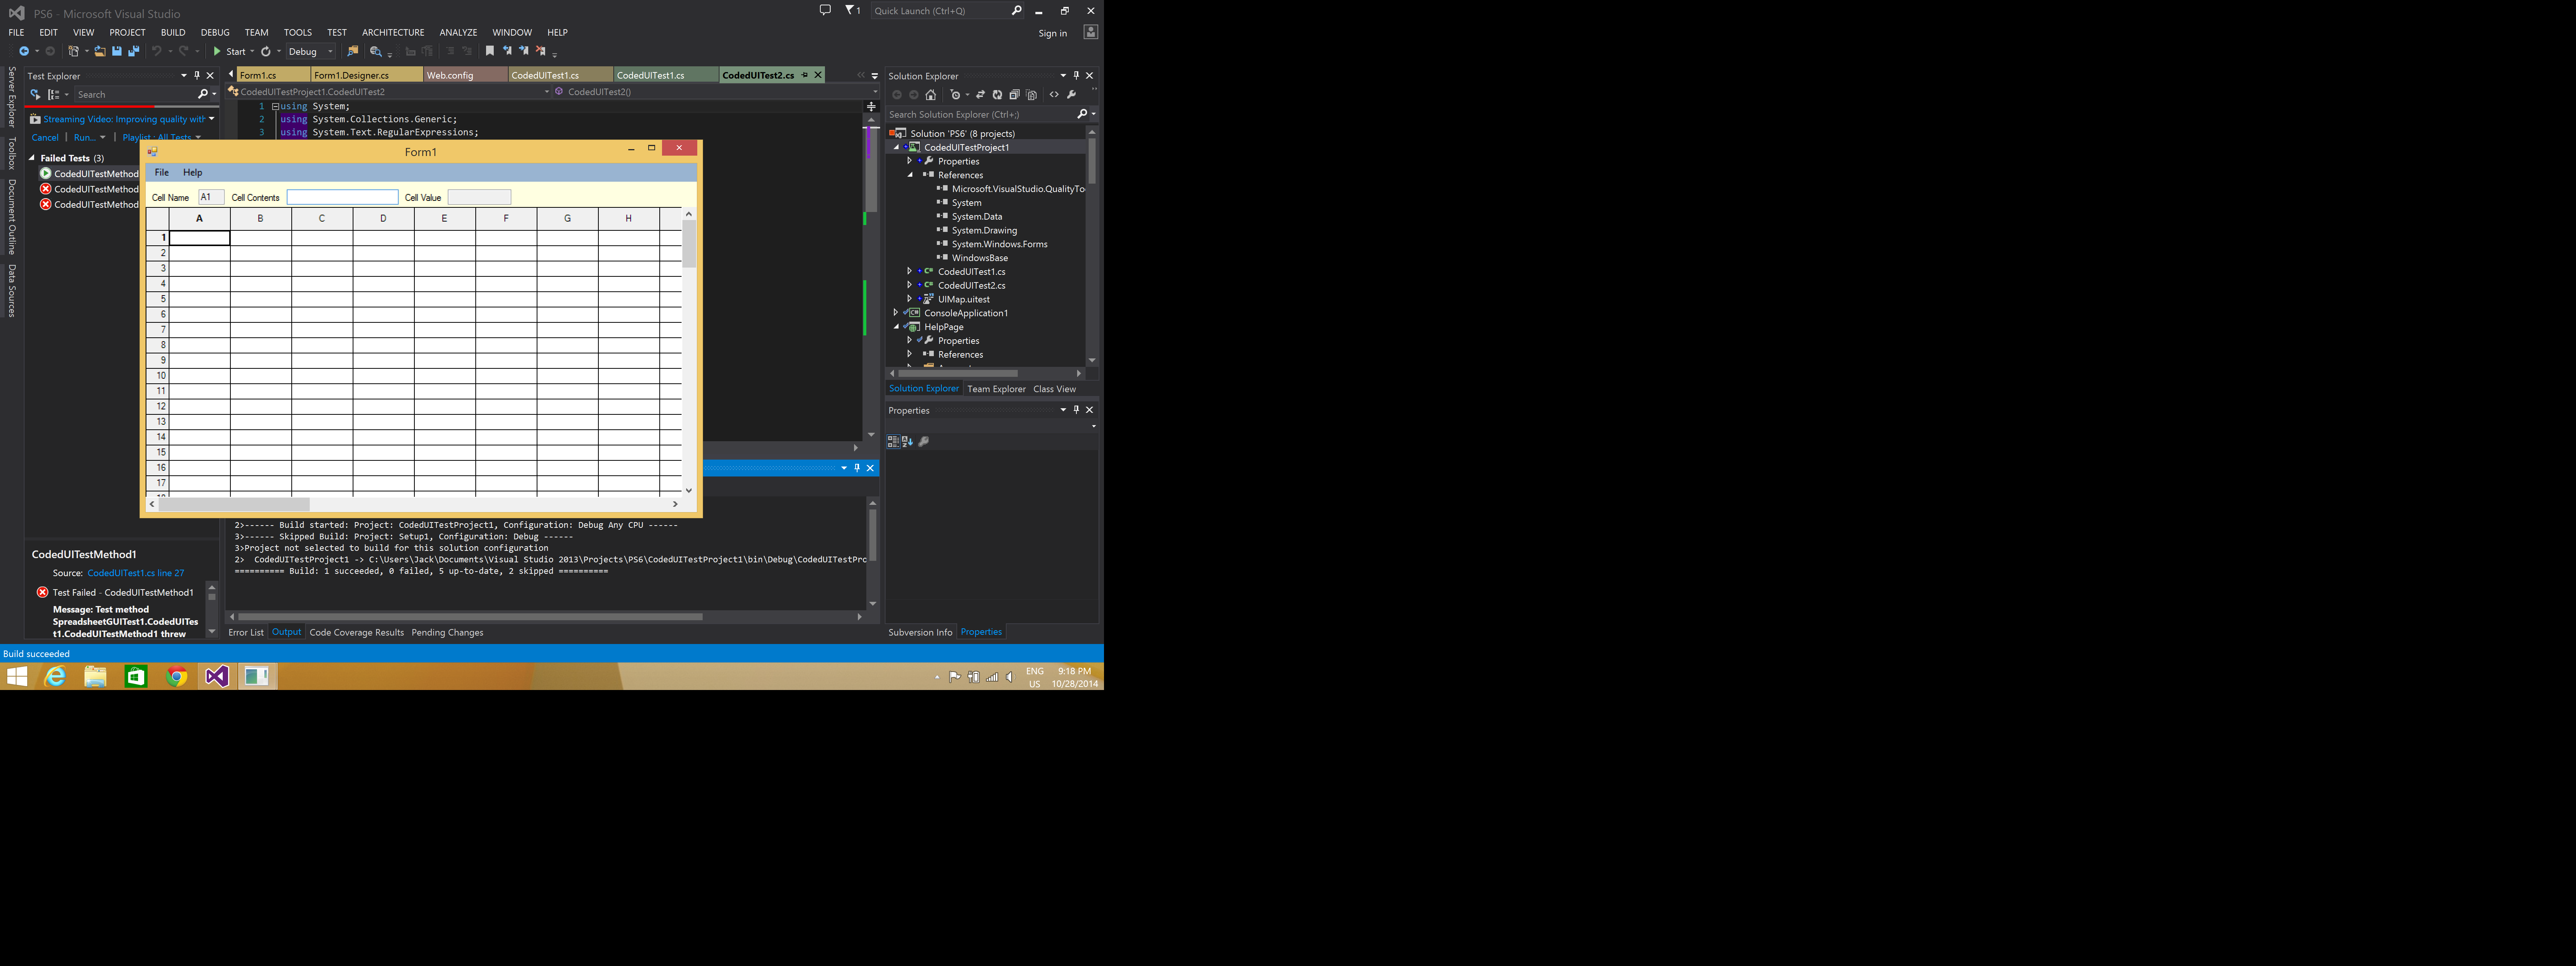 PS6 - Microsoft Visual Studio
1
Quick Launch (Ctrl+Q)
FILE EDIT VIEW PROJECT BUILD DEBUG TEAM TOOLS TEST ARCHITECTURE ANALYZE WINDOW HELP
Sign in
Start
Debug
Server Explorer
Toolbox
Document Outline
Data Sources
Test Explorer
Search
Streaming Video: Improving quality with
Cancel | Run... | Playlist : All Tests
Failed Tests (3)
CodedUITestMethod
CodedUITestMethod
CodedUITestMethod
CodedUITestMethod1
Source: CodedUITest1.cs line 27
Test Failed - CodedUITestMethod1
Message: Test method
SpreadsheetGUITest1.CodedUITes
t1.CodedUITestMethod1 threw
Form1.cs Form1.Designer.cs Web.config CodedUITest1.cs CodedUITest1.cs CodedUITest2.cs
CodedUITestProject1.CodedUITest2 CodedUITest2()
1 using System;
2 using System.Collections.Generic;
3 using System.Text.RegularExpressions;
Form1
File Help
Cell Name A1 Cell Contents Cell Value
A B C D E F G H
1
2
3
4
5
6
7
8
9
10
11
12
13
14
15
16
17
2>------ Build started: Project: CodedUITestProject1, Configuration: Debug Any CPU ------
3>------ Skipped Build: Project: Setup1, Configuration: Debug ------
3>Project not selected to build for this solution configuration
2>  CodedUITestProject1 -> C:\Users\Jack\Documents\Visual Studio 2013\Projects\PS6\CodedUITestProject1\bin\Debug\CodedUITestPro
========== Build: 1 succeeded, 0 failed, 5 up-to-date, 2 skipped ==========
Error List Output Code Coverage Results Pending Changes
Solution Explorer
Search Solution Explorer (Ctrl+;)
Solution 'PS6' (8 projects)
CodedUITestProject1
Properties
References
Microsoft.VisualStudio.QualityTo
System
System.Data
System.Drawing
System.Windows.Forms
WindowsBase
CodedUITest1.cs
CodedUITest2.cs
UIMap.uitest
ConsoleApplication1
HelpPage
Properties
References
Solution Explorer Team Explorer Class View
Properties
Subversion Info Properties
Build succeeded
ENG 9:18 PM
US 10/28/2014